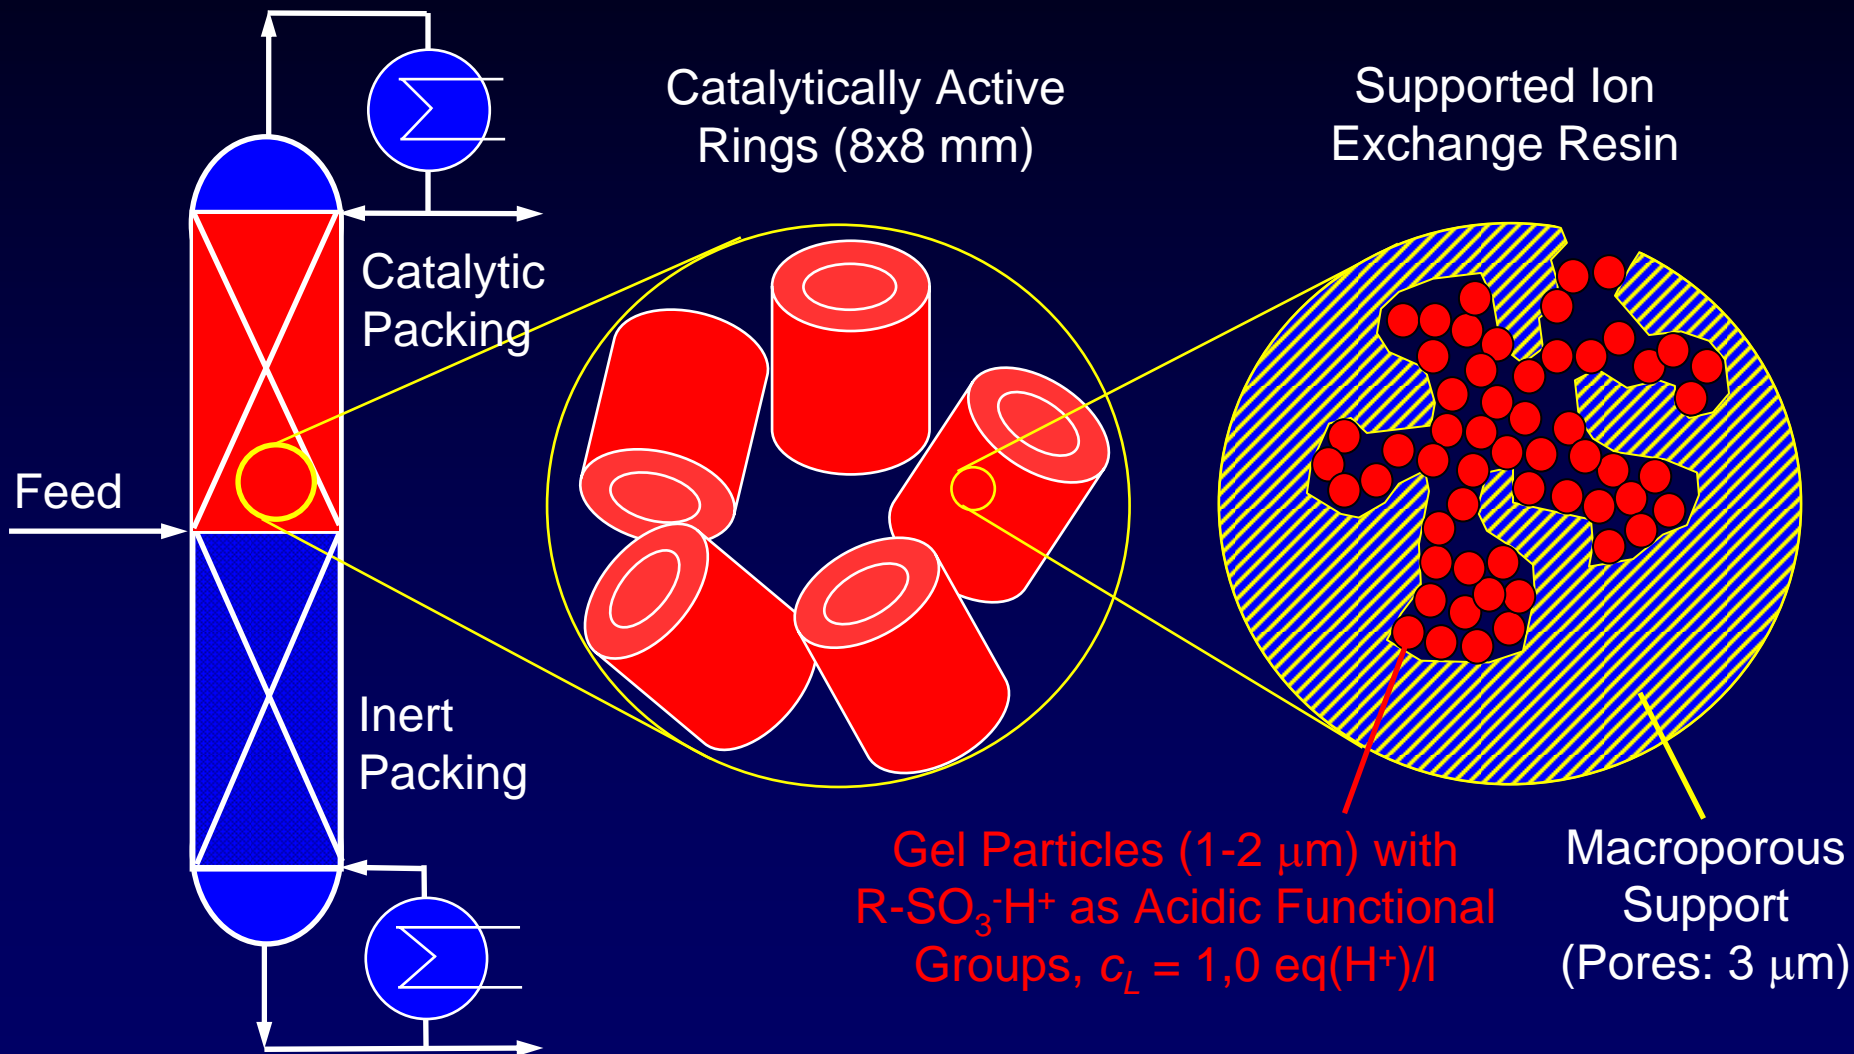 Catalytically Active
Rings (8x8 mm)
Supported Ion
Exchange Resin
Catalytic
Packing
Feed
Inert
Packing
Gel Particles (1-2 μm) with
R-SO₃⁻H⁺ as Acidic Functional
Groups, c_L = 1,0 eq(H⁺)/l
Macroporous
Support
(Pores: 3 μm)